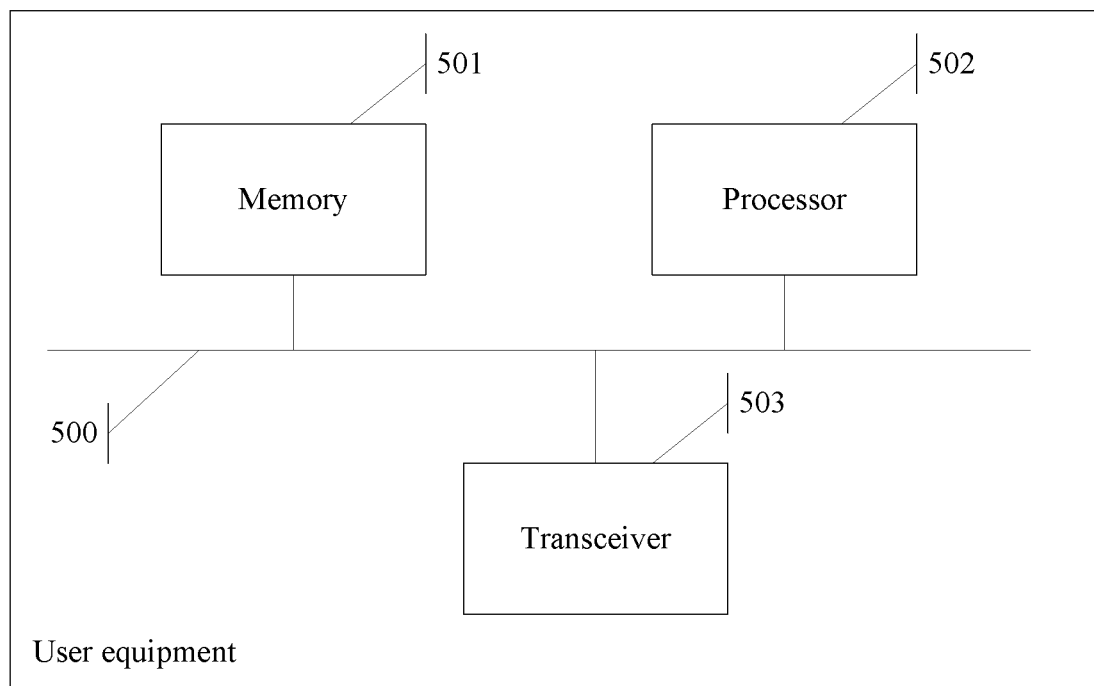 501
502
Memory
Processor
500
503
Transceiver
User equipment